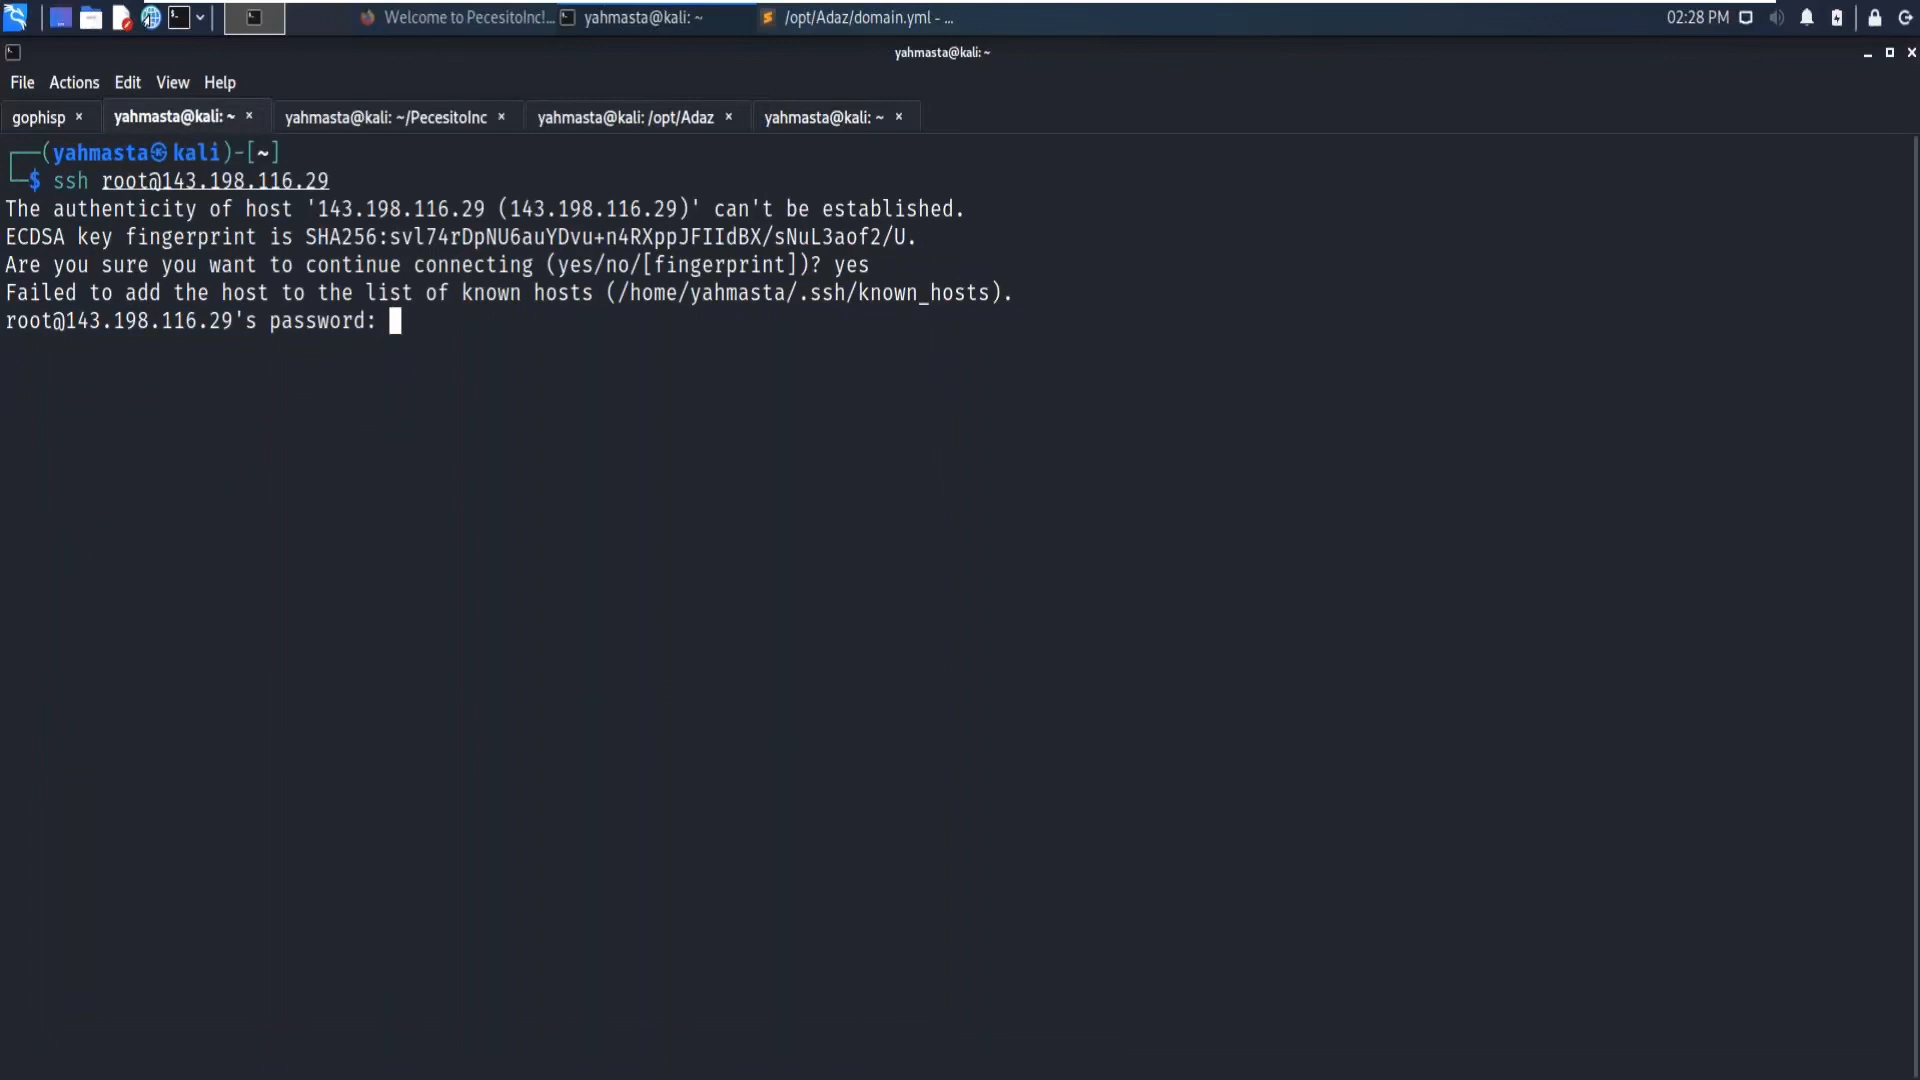 Welcome to PecesitoInc!...
yahmasta@kali: ~
/opt/Adaz/domain.yml - ...
02:28 PM
yahmasta@kali: ~
File Actions Edit View Help
gophisp × yahmasta@kali: ~ × yahmasta@kali: ~/PecesitoInc × yahmasta@kali: /opt/Adaz × yahmasta@kali: ~ ×
┌──(yahmasta㉿kali)-[~]
└─$ ssh root@143.198.116.29
The authenticity of host '143.198.116.29 (143.198.116.29)' can't be established.
ECDSA key fingerprint is SHA256:svl74rDpNU6auYDvu+n4RXppJFIIdBX/sNuL3aof2/U.
Are you sure you want to continue connecting (yes/no/[fingerprint])? yes
Failed to add the host to the list of known hosts (/home/yahmasta/.ssh/known_hosts).
root@143.198.116.29's password: